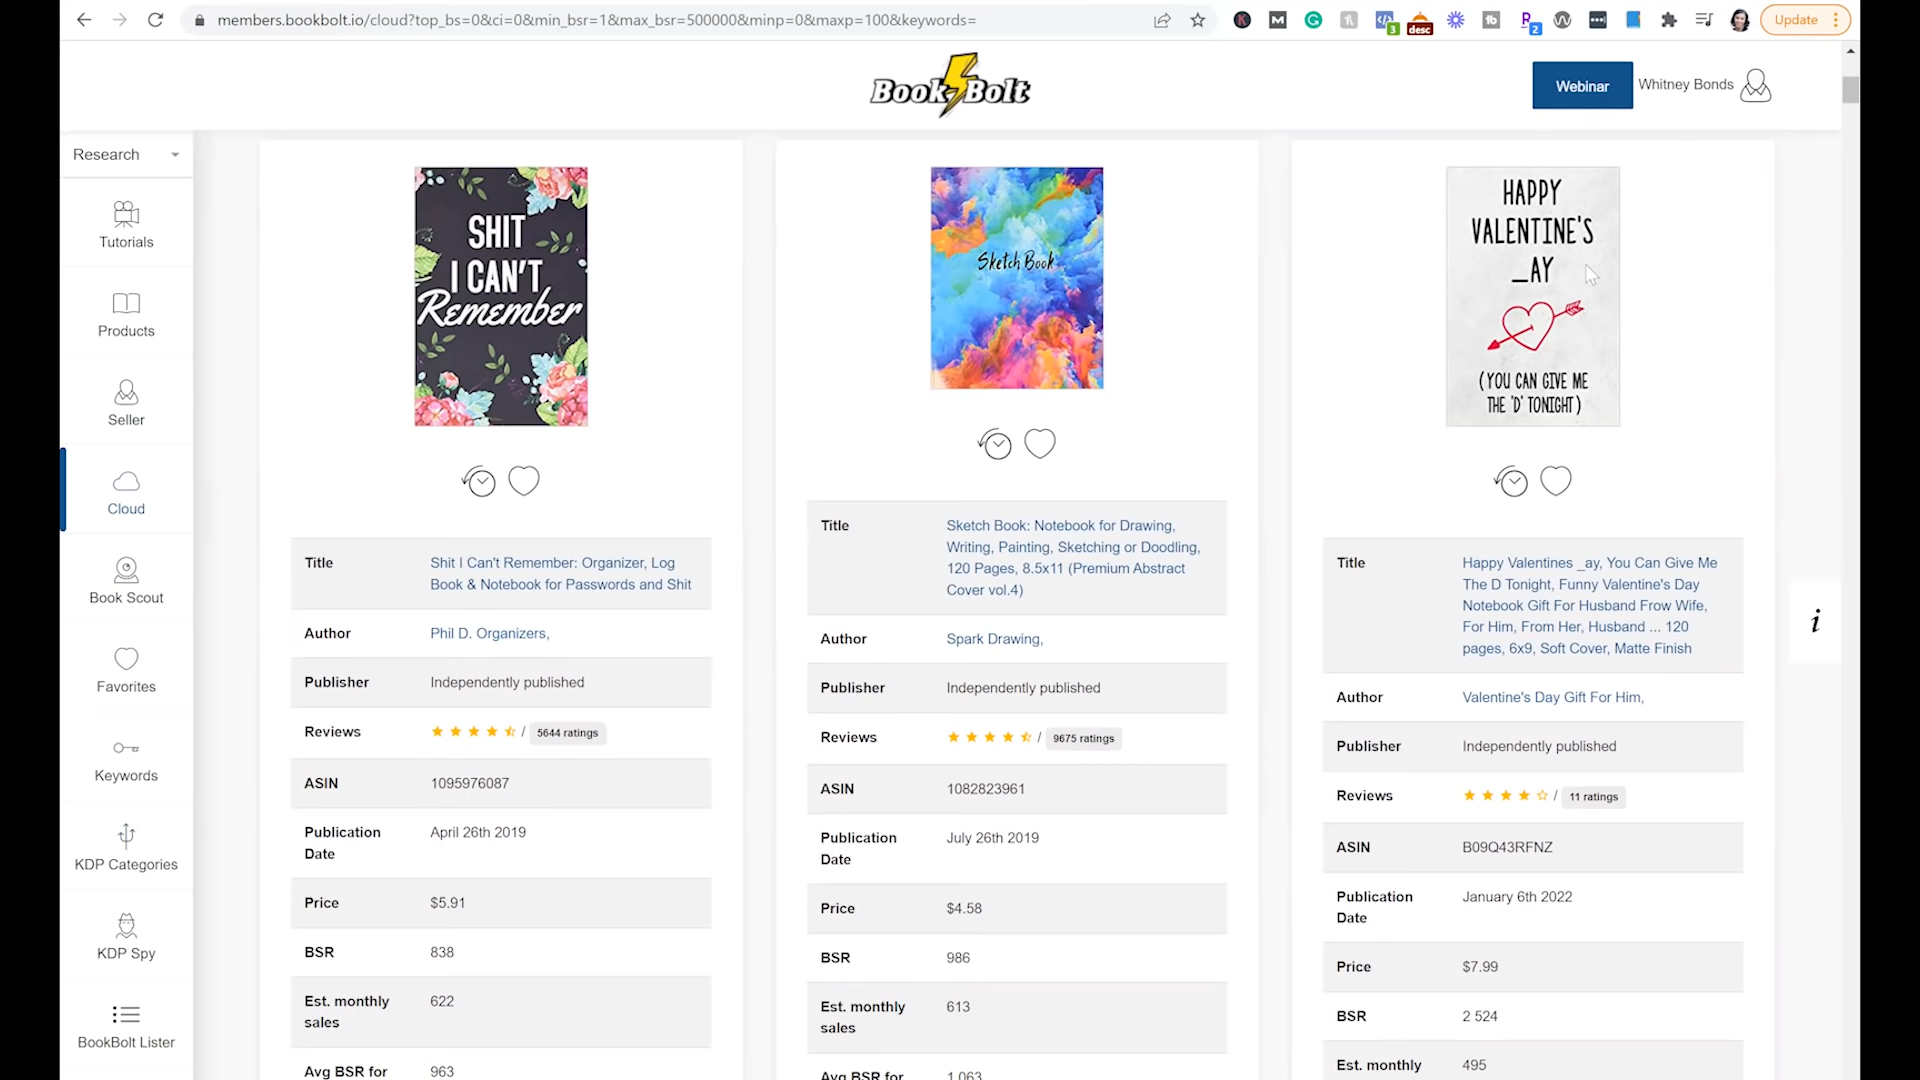 members.bookbolt.io/cloud?top_bs=0&ci=0&min_bsr=1&max_bsr=500000&minp=0&maxp=100&keywords=
3
desc
2
Update
Book Bolt
Webinar
Whitney Bonds
Research
Tutorials
Products
Seller
Cloud
Book Scout
Favorites
Keywords
KDP Categories
KDP Spy
BookBolt Lister
SHIT
I CAN'T
Remember
Title
Shit I Can't Remember: Organizer, Log
Book & Notebook for Passwords and Shit
Author
Phil D. Organizers,
Publisher
Independently published
Reviews
/ 5644 ratings
ASIN
1095976087
Publication
Date
April 26th 2019
Price
$5.91
BSR
838
Est. monthly
sales
622
Avg BSR for
963
Sketch Book
Title
Sketch Book: Notebook for Drawing,
Writing, Painting, Sketching or Doodling,
120 Pages, 8.5x11 (Premium Abstract
Cover vol.4)
Author
Spark Drawing,
Publisher
Independently published
Reviews
/ 9675 ratings
ASIN
1082823961
Publication
Date
July 26th 2019
Price
$4.58
BSR
986
Est. monthly
sales
613
Avg BSR for
1,063
HAPPY
VALENTINE'S
_AY
(YOU CAN GIVE ME
THE 'D' TONIGHT)
Title
Happy Valentines _ay, You Can Give Me
The D Tonight, Funny Valentine's Day
Notebook Gift For Husband Frow Wife,
For Him, From Her, Husband ... 120
pages, 6x9, Soft Cover, Matte Finish
Author
Valentine's Day Gift For Him,
Publisher
Independently published
Reviews
/ 11 ratings
ASIN
B09Q43RFNZ
Publication
Date
January 6th 2022
Price
$7.99
BSR
2 524
Est. monthly
495
i